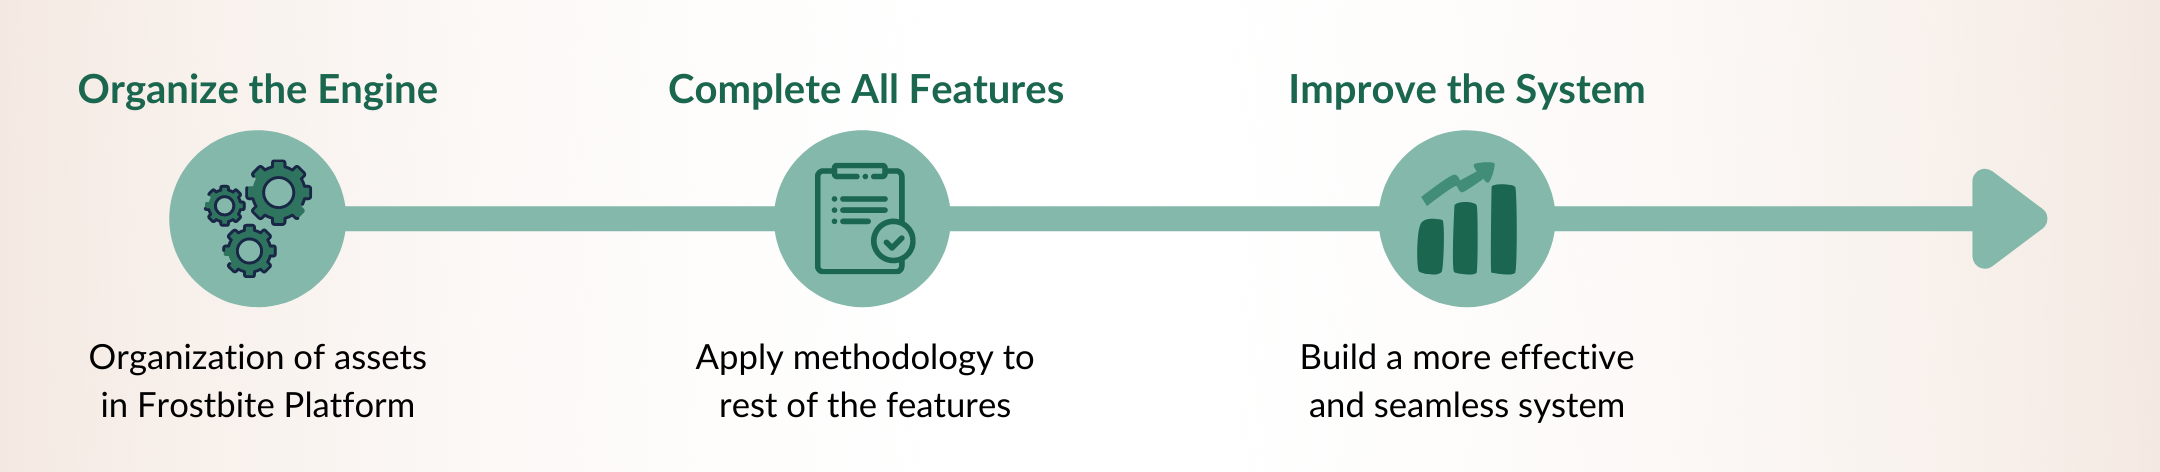 Organize the Engine
Complete All Features
Improve the System
Organization of assets
in Frostbite Platform
Apply methodology to
rest of the features
Build a more effective
and seamless system